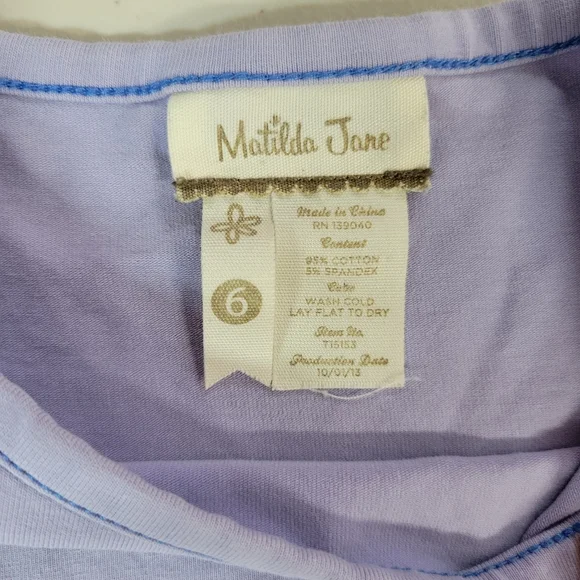 Matilda Jane
6
Made in China
RN 139040
Content
95% COTTON
5% SPANDEX
Care
WASH COLD
LAY FLAT TO DRY
Item No.
715153
Production Date
10/01/13